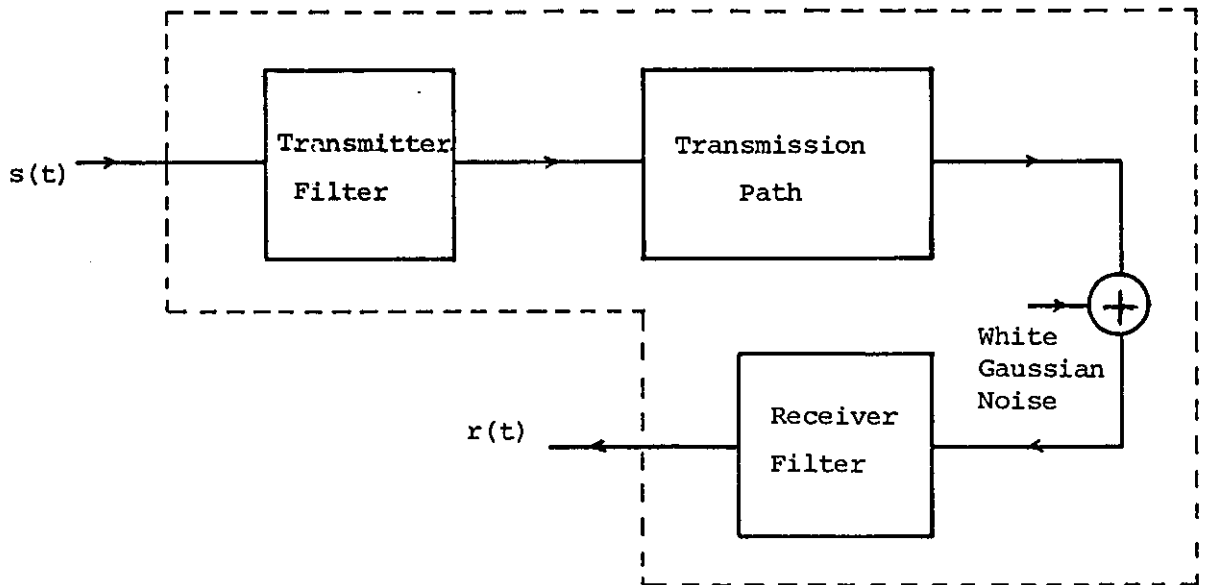 s(t)
Transmitter
Filter
Transmission
Path
+
White
Gaussian
Noise
Receiver
Filter
r(t)